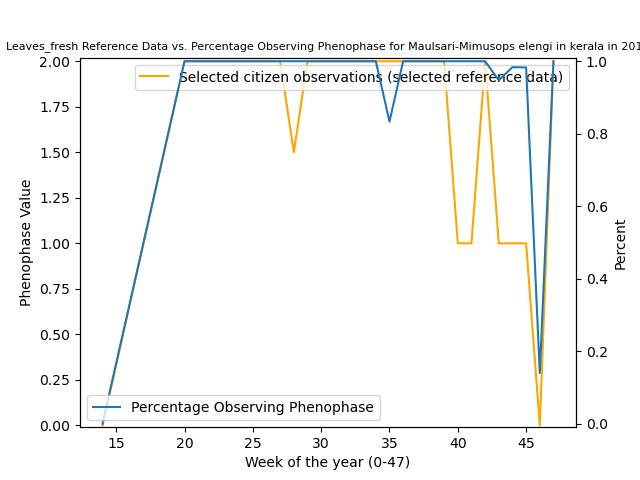 Leaves_fresh Reference Data vs. Percentage Observing Phenophase for Maulsari-Mimusops elengi in kerala in 201
2.00
1.75
1.50
1.25
1.00
0.75
0.50
0.25
0.00
Phenophase Value
Selected citizen observations (selected reference data)
Percentage Observing Phenophase
1.0
0.8
0.6
0.4
0.2
0.0
Percent
15 20 25 30 35 40 45
Week of the year (0-47)